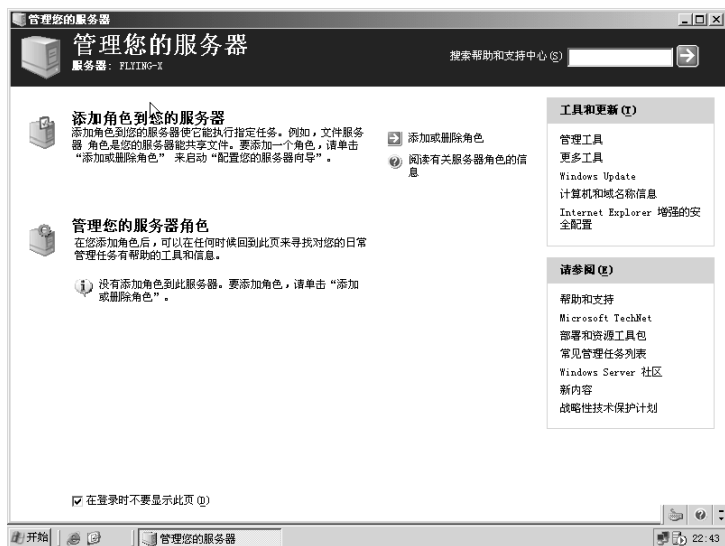 管理您的服务器
管理您的服务器
服务器: FLYING-X
搜索帮助和支持中心(S)
添加角色到您的服务器
添加角色到您的服务器使它能执行指定任务。例如，文件服务
器 角色是您的服务器能共享文件。要添加一个角色，请单击
“添加或删除角色” 来启动“配置您的服务器向导”。
添加或删除角色
阅读有关服务器角色的信
息
管理您的服务器角色
在您添加角色后，可以在任何时候回到此页来寻找对您的日常
管理任务有帮助的工具和信息。
没有添加角色到此服务器。要添加角色，请单击“添加
或删除角色”。
工具和更新(T)
管理工具
更多工具
Windows Update
计算机和域名称信息
Internet Explorer 增强的安
全配置
请参阅(E)
帮助和支持
Microsoft TechNet
部署和资源工具包
常见管理任务列表
Windows Server 社区
新内容
战略性技术保护计划
在登录时不要显示此页(D)
开始
管理您的服务器
22:43